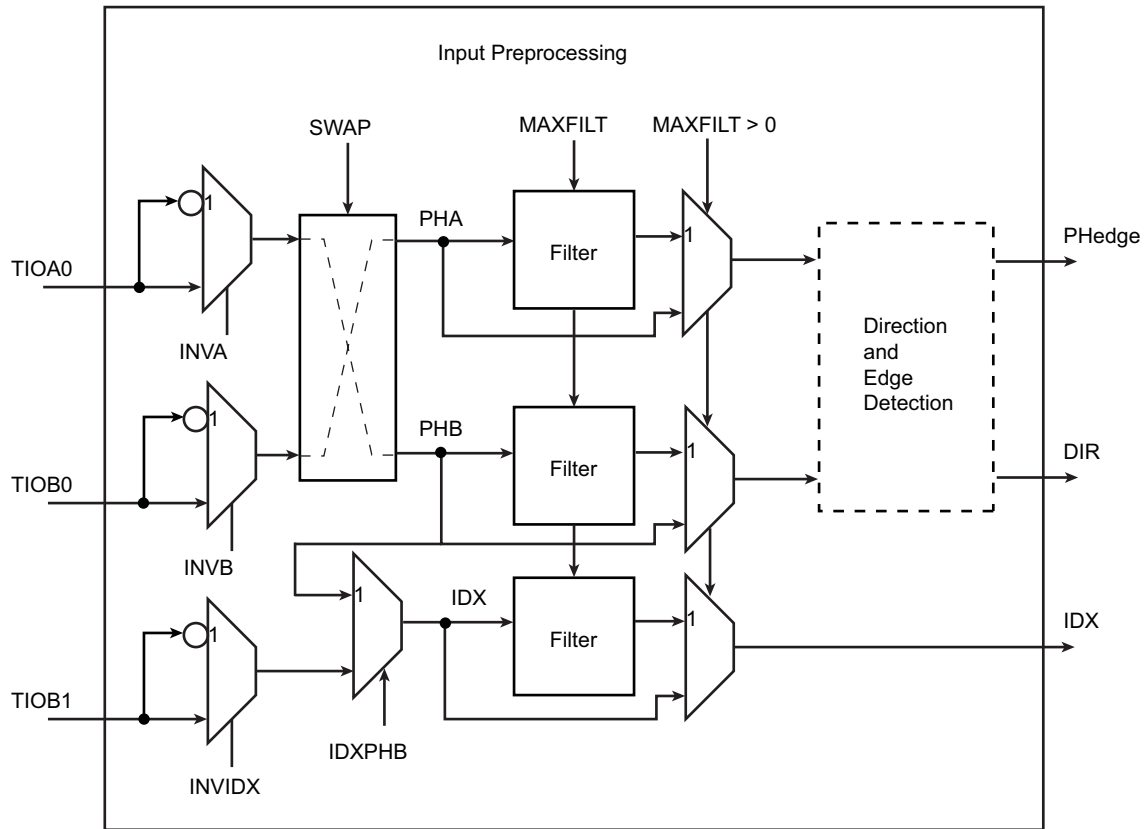 Input Preprocessing
SWAP
MAXFILT
MAXFILT > 0
1
PHA
Filter
1
PHedge
TIOA0
INVA
Direction
and
Edge
Detection
1
PHB
Filter
1
DIR
TIOB0
INVB
1
IDX
Filter
1
IDX
1
TIOB1
IDXPHB
INVIDX